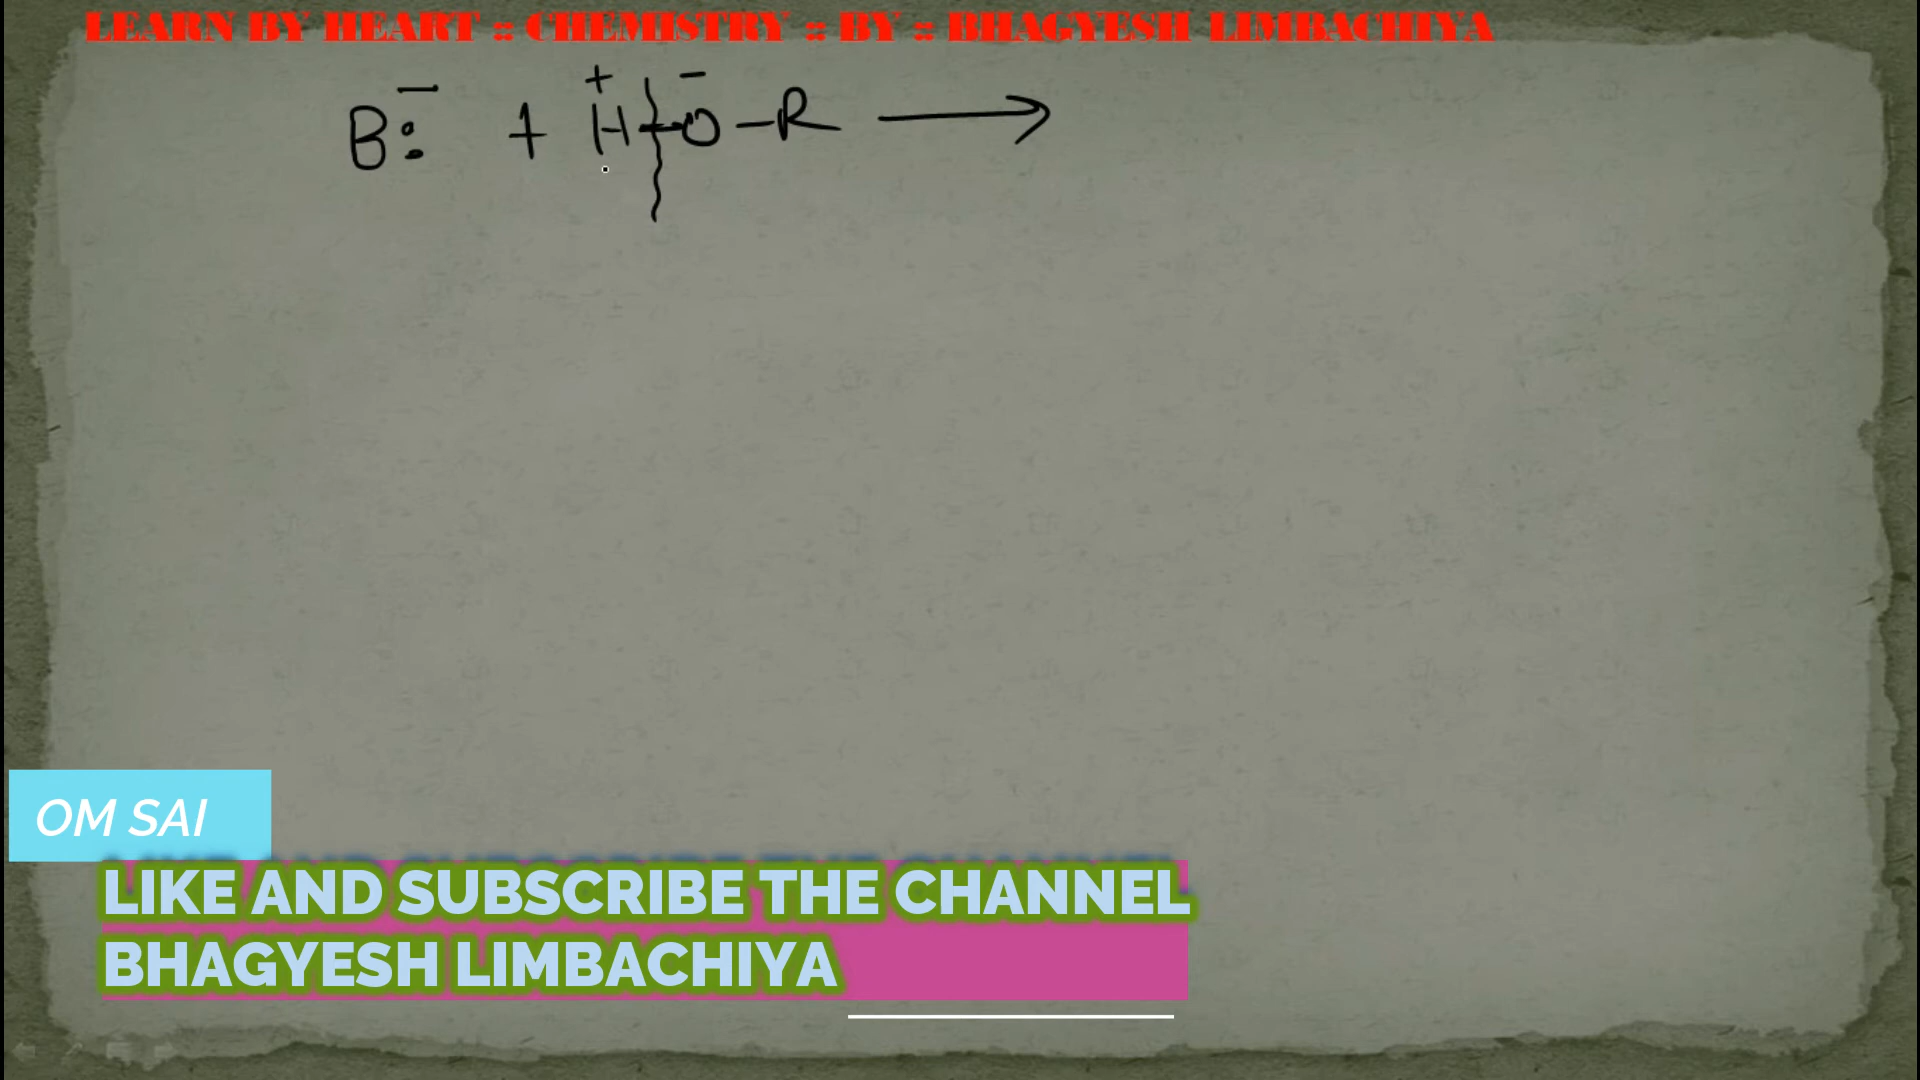 LEARN BY HEART :: CHEMISTRY :: BY :: BHAGYESH LIMBACHIYA
B:⁻ + H⁺–O⁻–R ⟶
OM SAI
LIKE AND SUBSCRIBE THE CHANNEL
BHAGYESH LIMBACHIYA